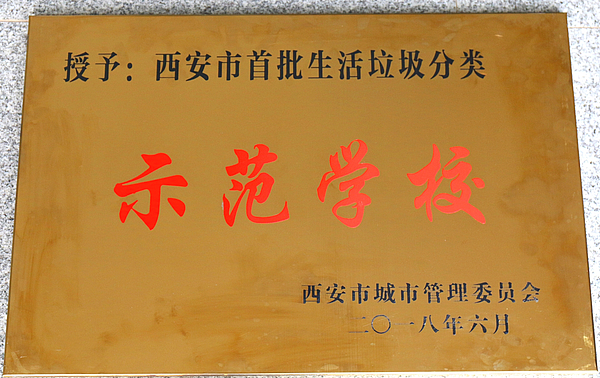 授予：西安市首批生活垃圾分类
示范学校
西安市城市管理委员会
二〇一八年六月